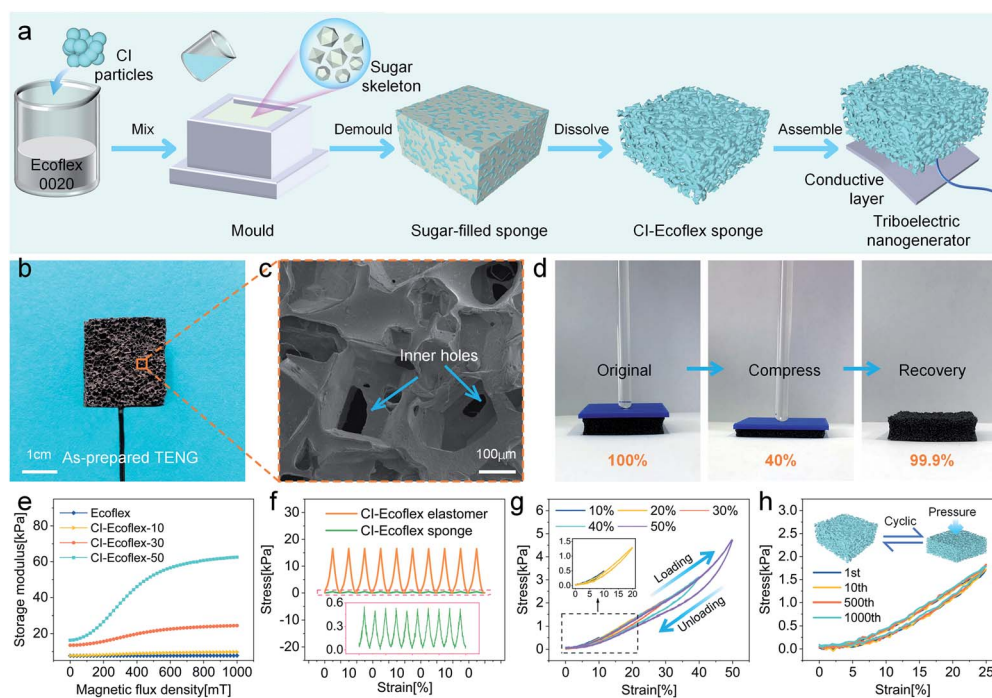 a
CI
particles
Ecoflex
0020
Mix
Sugar
skeleton
Mould
Demould
Sugar-filled sponge
Dissolve
CI-Ecoflex sponge
Assemble
Conductive
layer
Triboelectric
nanogenerator
b
1cm
As-prepared TENG
c
Inner holes
100μm
d
Original
Compress
Recovery
100%
40%
99.9%
e
Ecoflex
CI-Ecoflex-10
CI-Ecoflex-30
CI-Ecoflex-50
Storage modulus[kPa]
80
60
40
20
0 200 400 600 800 1000
Magnetic flux density[mT]
f
CI-Ecoflex elastomer
CI-Ecoflex sponge
Stress[kPa]
30
20
10
0
-10
-20
0.6
0.3
0.0
0 10 0 10 0 10 0 10 0
Strain[%]
g
10% 20% 30%
40% 50%
Stress[kPa]
6
5
4
3
2
1
0
1.5
1.0
0.5
0.0
0 5 10 15 20
Loading
Unloading
0 10 20 30 40 50
Strain[%]
h
Cyclic
Pressure
1st
10th
500th
1000th
Stress[kPa]
3.0
2.5
2.0
1.5
1.0
0.5
0.0
0 5 10 15 20 25
Strain[%]